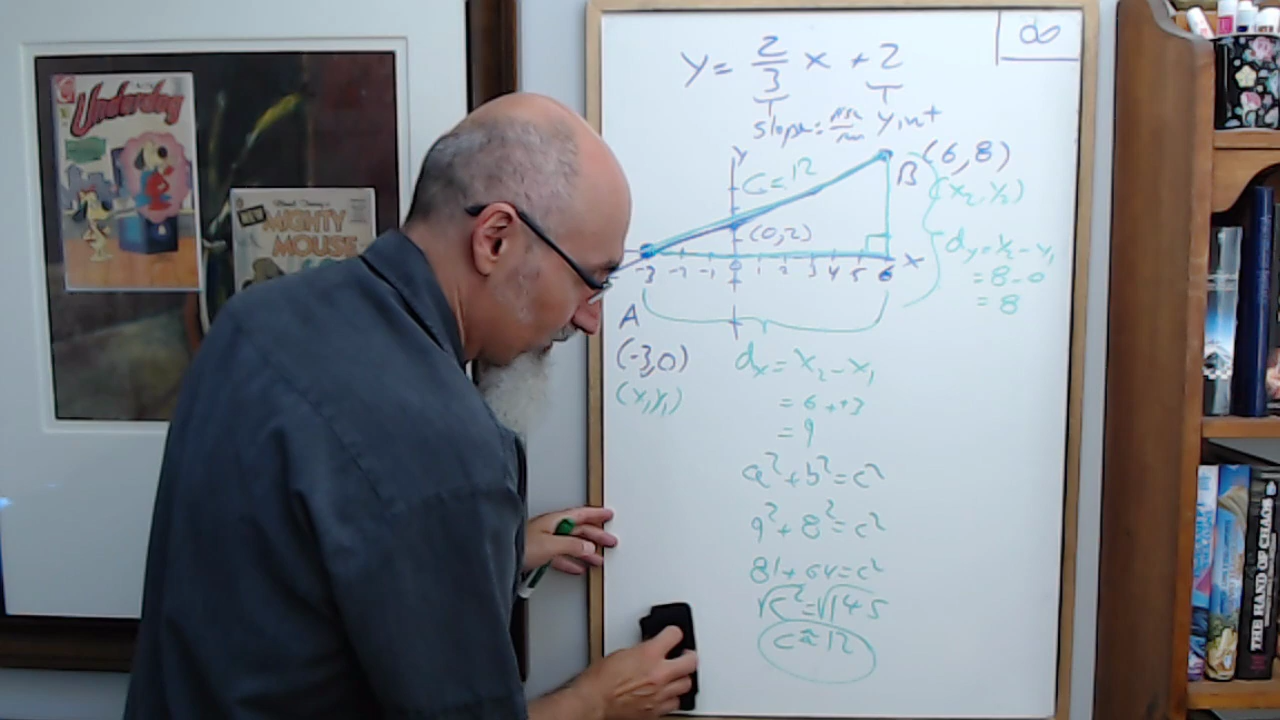 ∞
y = 2/3 x + 2
slope = rise/run y int
Underdog
NEW
MIGHTY
MOUSE
y
C = 12
B (6,8)
(x₂, y₂)
(0,2)
-3 -2 -1 0 1 2 3 4 5 6 x
dy = y₂ - y₁
= 8 - 0
= 8
A
(-3,0)
(x₁, y₁)
dx = x₂ - x₁
= 6 + +3
= 9
a² + b² = c²
9² + 8² = c²
81 + 64 = c²
√c² = √145
c ≈ 12
THE HAND OF CHAOS